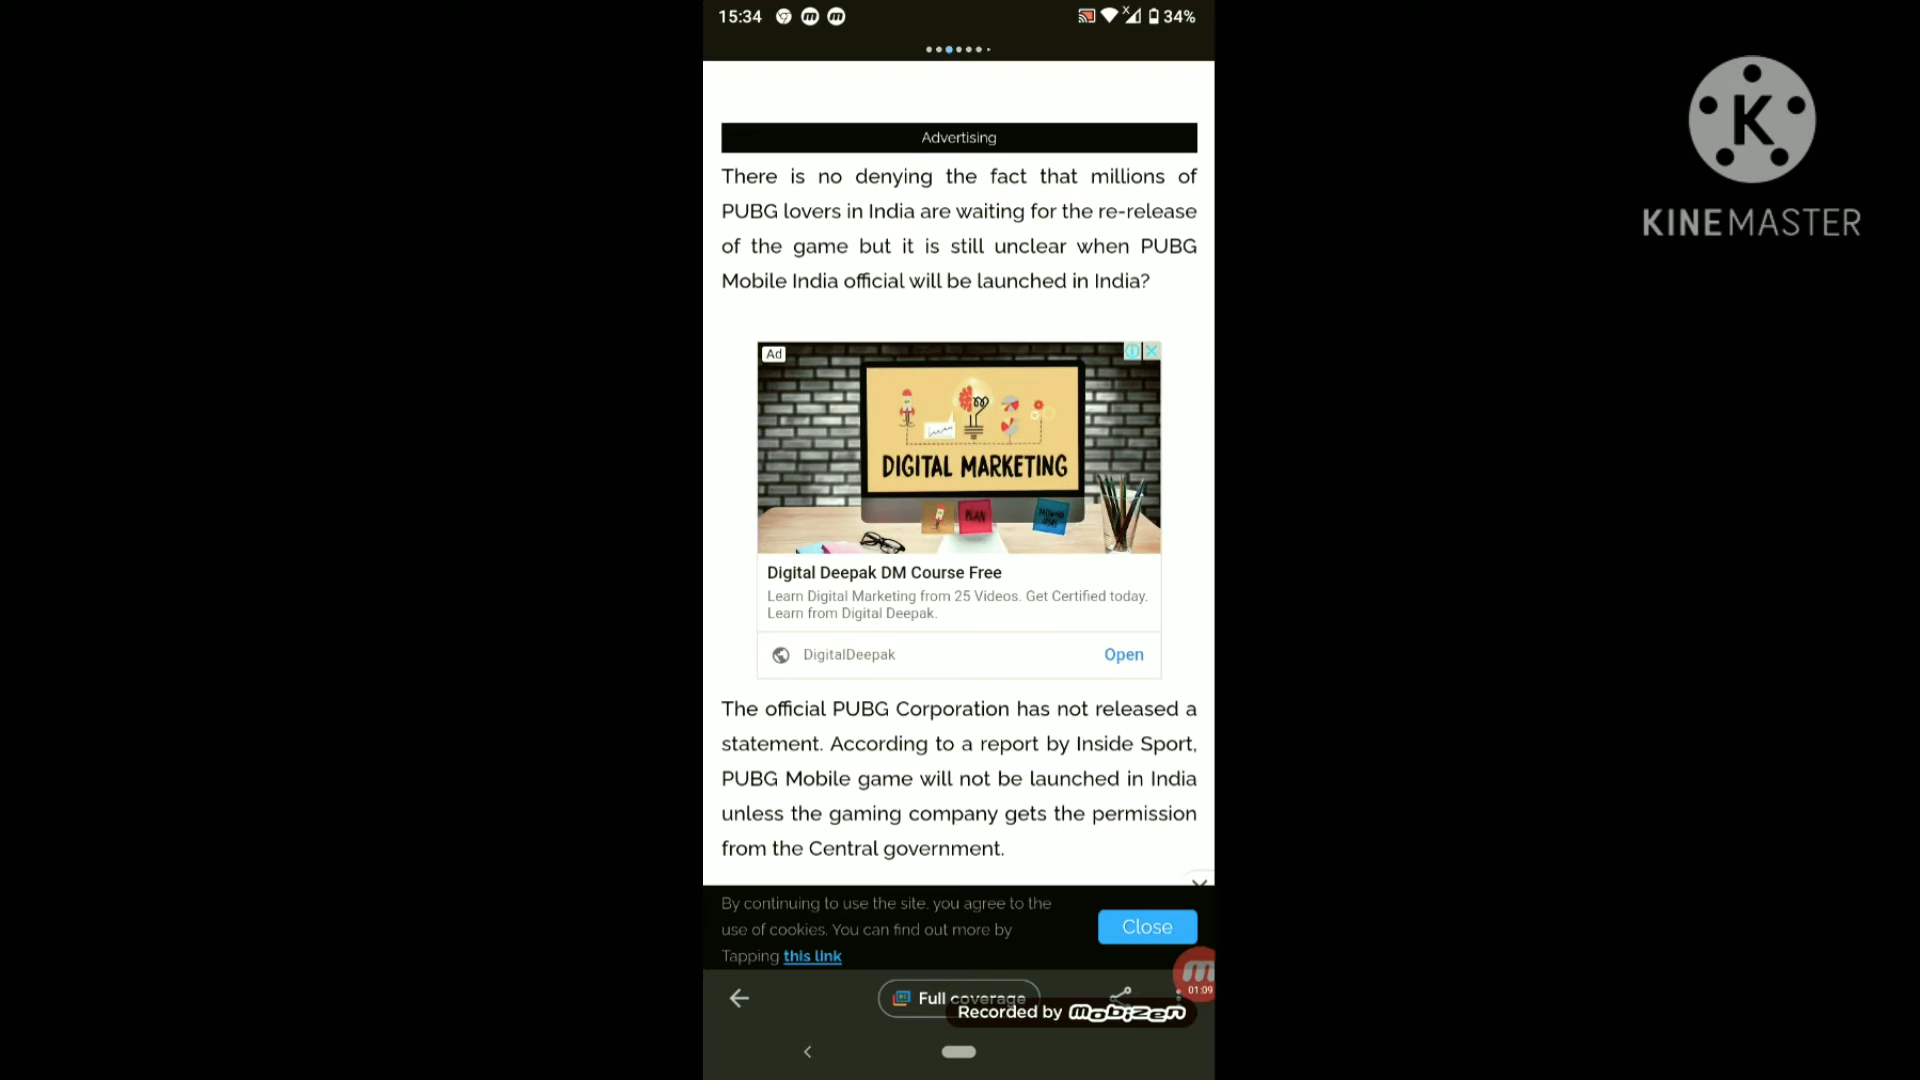 15:34
34%
KINEMASTER
Advertising
There is no denying the fact that millions of
PUBG lovers in India are waiting for the re-release
of the game but it is still unclear when PUBG
Mobile India official will be launched in India?
Ad
DIGITAL MARKETING
PLAN
Digital Deepak DM Course Free
Learn Digital Marketing from 25 Videos. Get Certified today.
Learn from Digital Deepak.
DigitalDeepak
Open
The official PUBG Corporation has not released a
statement. According to a report by Inside Sport,
PUBG Mobile game will not be launched in India
unless the gaming company gets the permission
from the Central government.
By continuing to use the site, you agree to the
use of cookies. You can find out more by
Tapping this link
Close
01:09
Full coverage
Recorded by mobizen